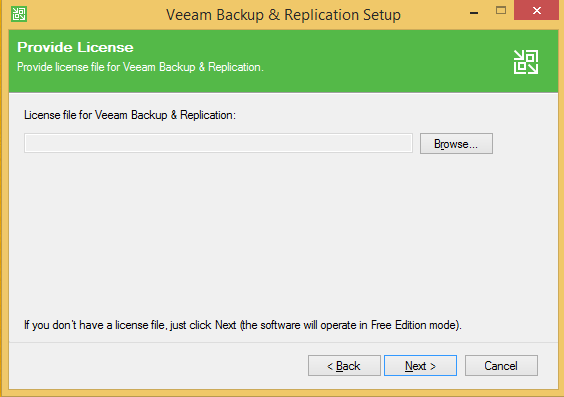 Veeam Backup & Replication Setup
Provide License
Provide license file for Veeam Backup & Replication.
License file for Veeam Backup & Replication:
Browse...
If you don't have a license file, just click Next (the software will operate in Free Edition mode).
< Back Next > Cancel